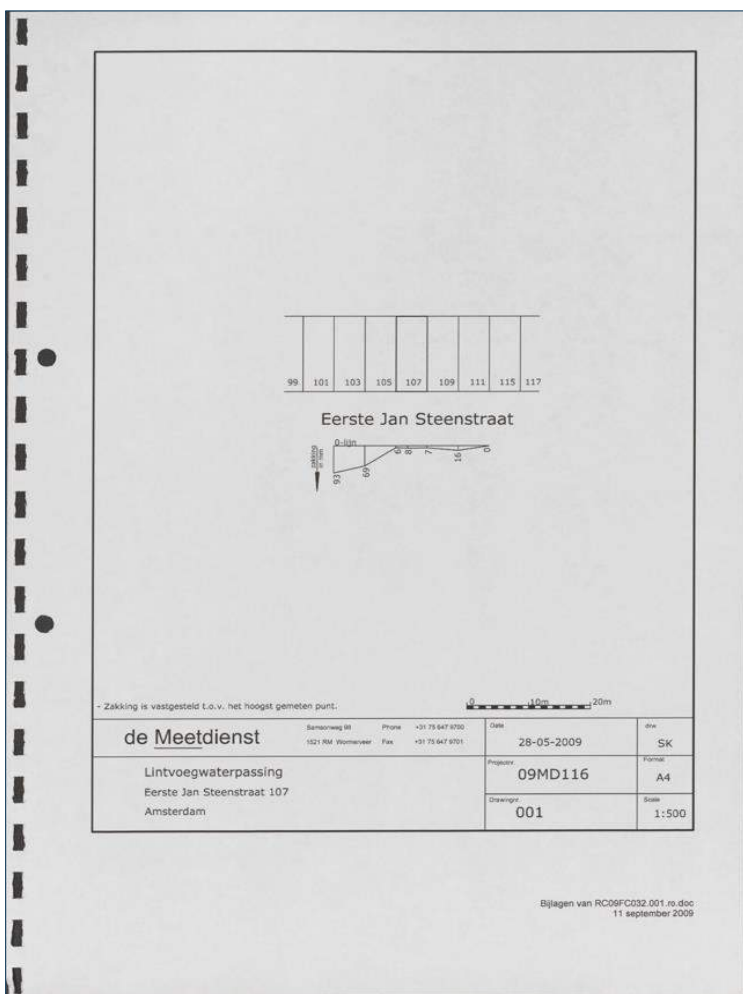 99 101 103 105 107 109 111 115 117
Eerste Jan Steenstraat
0-lijn
zakking
in mm
93 69 6 8 7 16 0
- Zakking is vastgesteld t.o.v. het hoogst gemeten punt.
0 10m 20m
de Meetdienst
Samsonweg 98 Phone +31 75 647 9700
1521 RM Wormerveer Fax +31 75 647 9701
Date
28-05-2009
drw
SK
Lintvoegwaterpassing
Eerste Jan Steenstraat 107
Amsterdam
Projectnr.
09MD116
Format
A4
Drawingnr.
001
Scale
1:500
Bijlagen van RC09FC032.001.ro.doc
11 september 2009